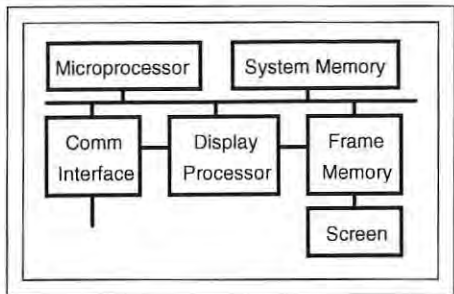 Microprocessor
System Memory
Comm
Interface
Display
Processor
Frame
Memory
Screen